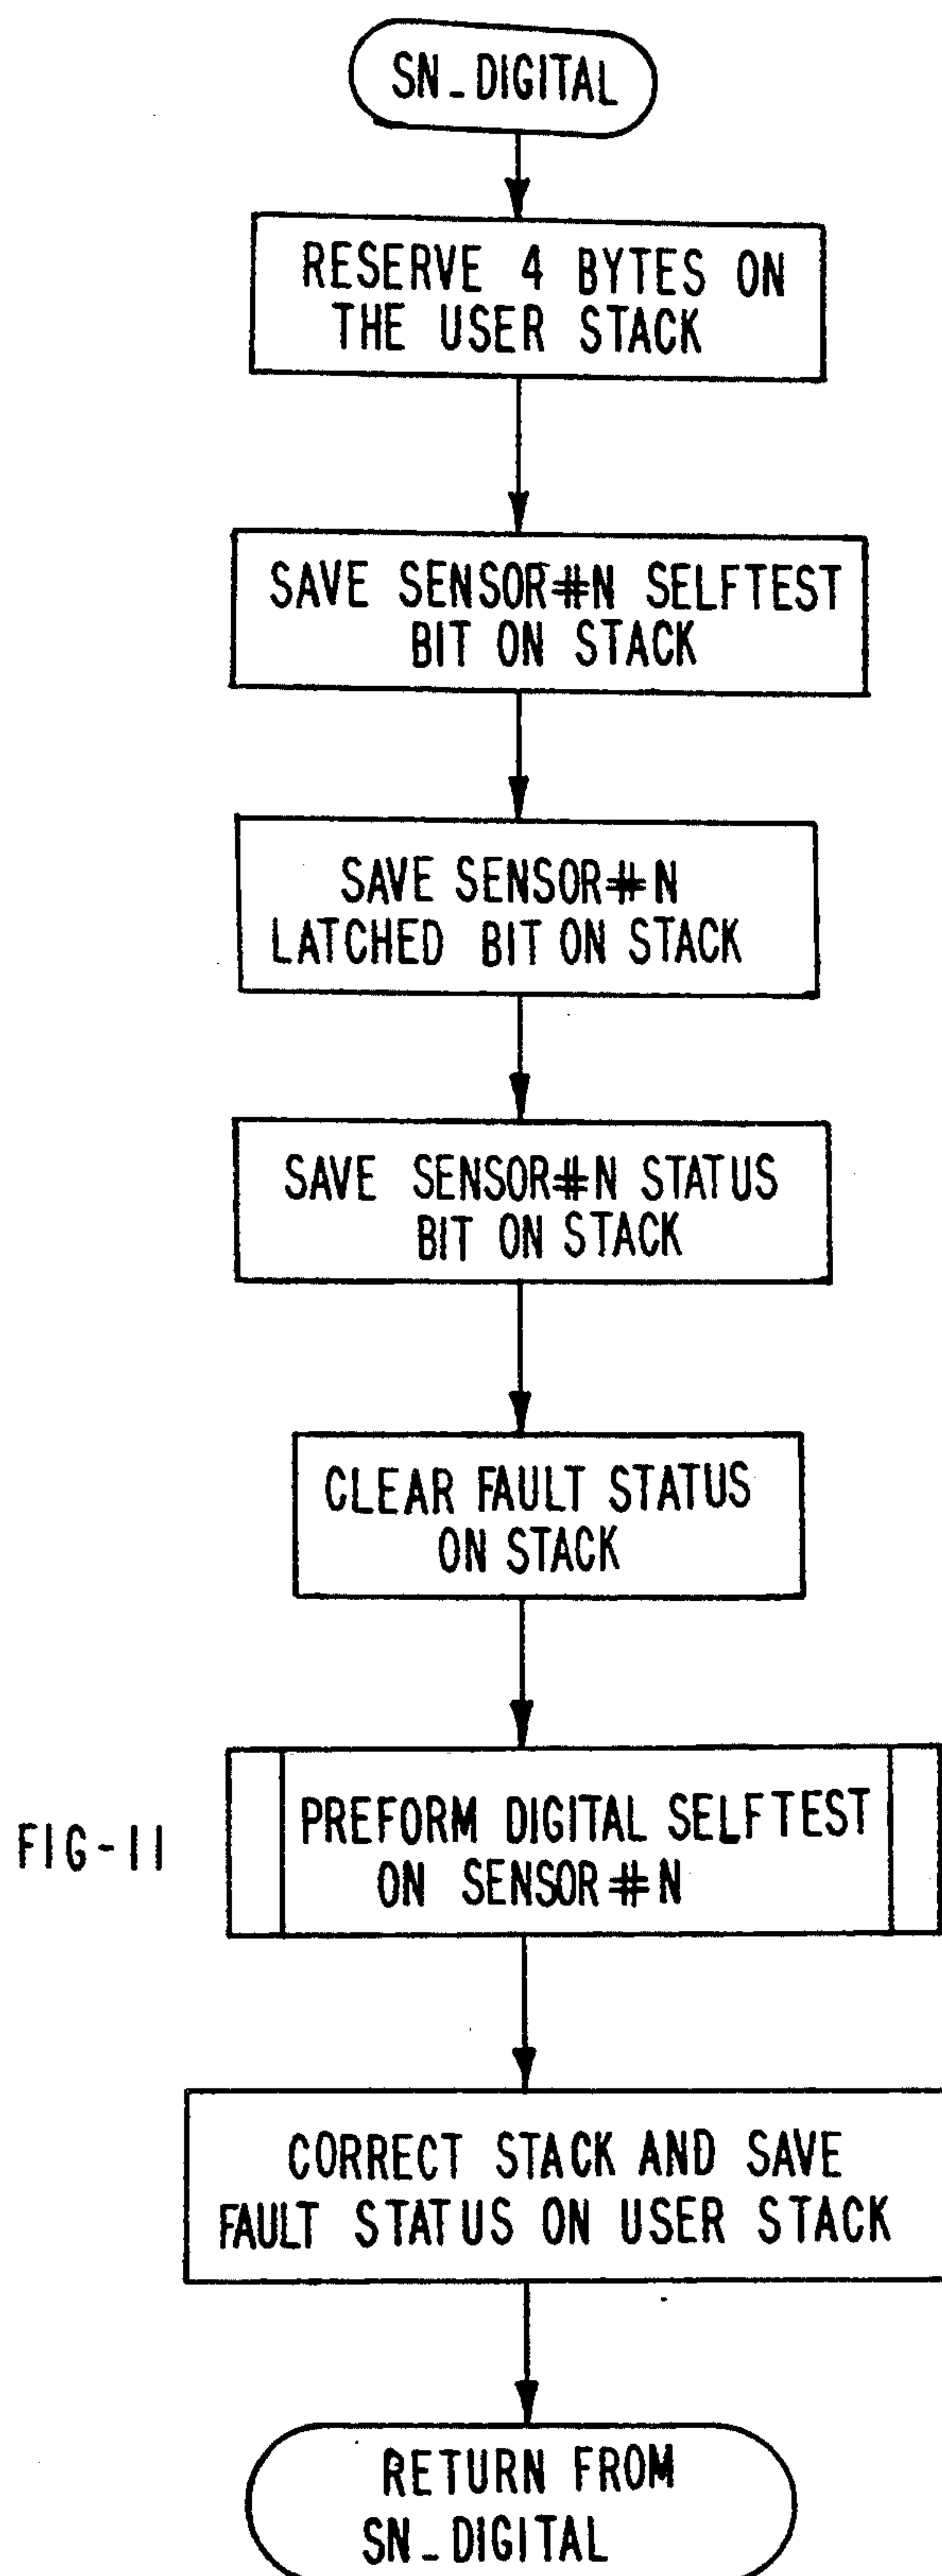 SN_DIGITAL
RESERVE 4 BYTES ON
THE USER STACK
SAVE SENSOR#N SELFTEST
BIT ON STACK
SAVE SENSOR#N
LATCHED BIT ON STACK
SAVE SENSOR#N STATUS
BIT ON STACK
CLEAR FAULT STATUS
ON STACK
FIG-11
PREFORM DIGITAL SELFTEST
ON SENSOR#N
CORRECT STACK AND SAVE
FAULT STATUS ON USER STACK
RETURN FROM
SN_DIGITAL